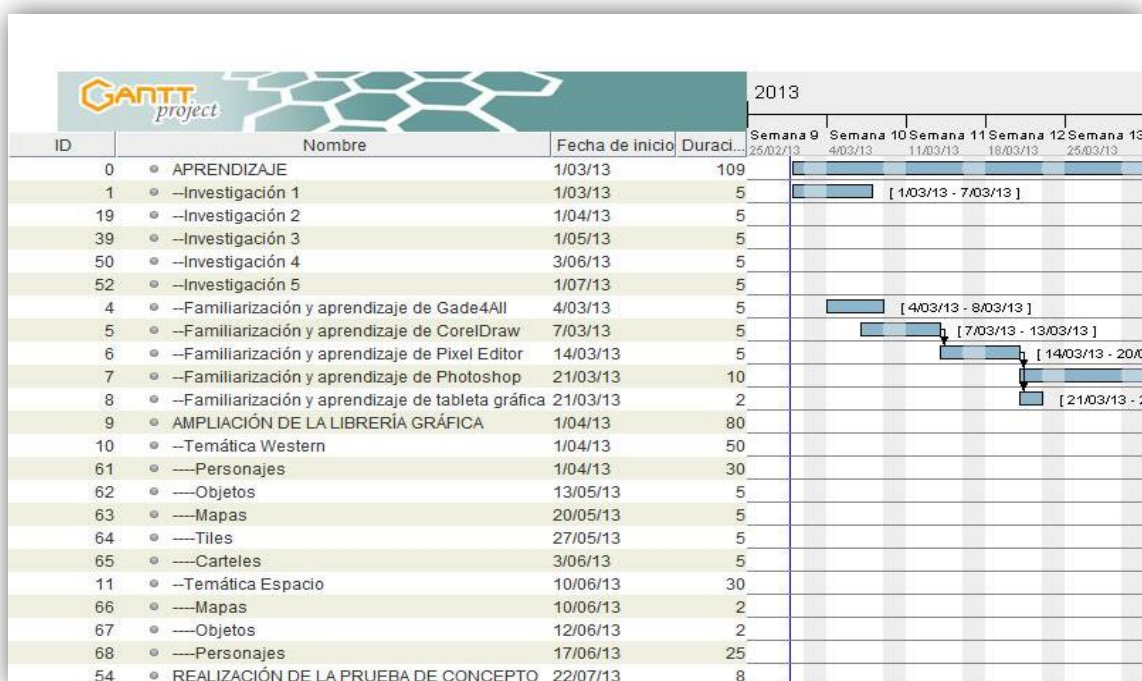 GANTT
project
2013
Semana 9 Semana 10 Semana 11 Semana 12 Semana 13
25/02/13 4/03/13 11/03/13 18/03/13 25/03/13
ID Nombre Fecha de inicio Duraci...
0 APRENDIZAJE 1/03/13 109
1 --Investigación 1 1/03/13 5 [ 1/03/13 - 7/03/13 ]
19 --Investigación 2 1/04/13 5
39 --Investigación 3 1/05/13 5
50 --Investigación 4 3/06/13 5
52 --Investigación 5 1/07/13 5
4 --Familiarización y aprendizaje de Gade4All 4/03/13 5 [ 4/03/13 - 8/03/13 ]
5 --Familiarización y aprendizaje de CorelDraw 7/03/13 5 [ 7/03/13 - 13/03/13 ]
6 --Familiarización y aprendizaje de Pixel Editor 14/03/13 5 [ 14/03/13 - 20/0
7 --Familiarización y aprendizaje de Photoshop 21/03/13 10
8 --Familiarización y aprendizaje de tableta gráfica 21/03/13 2 [ 21/03/13 - 2
9 AMPLIACIÓN DE LA LIBRERÍA GRÁFICA 1/04/13 80
10 --Temática Western 1/04/13 50
61 ----Personajes 1/04/13 30
62 ----Objetos 13/05/13 5
63 ----Mapas 20/05/13 5
64 ----Tiles 27/05/13 5
65 ----Carteles 3/06/13 5
11 --Temática Espacio 10/06/13 30
66 ----Mapas 10/06/13 2
67 ----Objetos 12/06/13 2
68 ----Personajes 17/06/13 25
54 REALIZACIÓN DE LA PRUEBA DE CONCEPTO 22/07/13 8